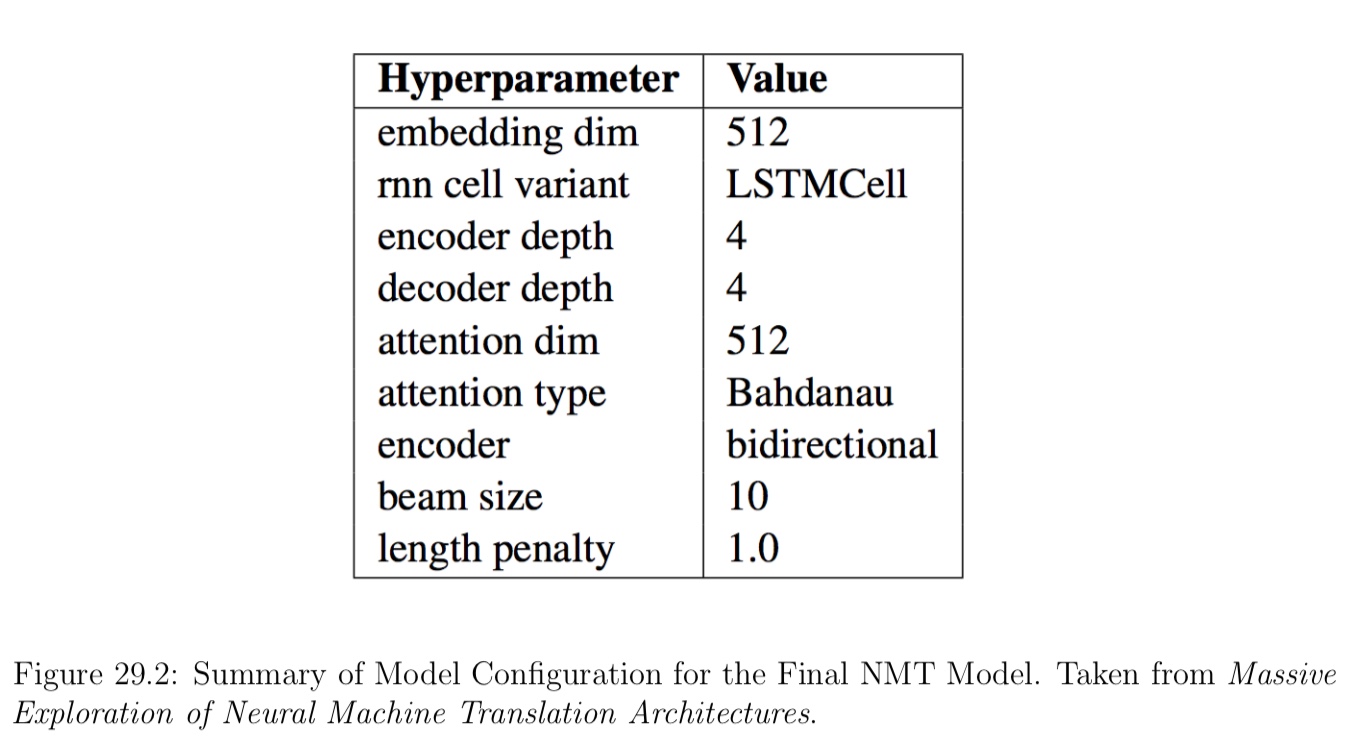 Hyperparameter Value
embedding dim 512
rnn cell variant LSTMCell
encoder depth 4
decoder depth 4
attention dim 512
attention type Bahdanau
encoder bidirectional
beam size 10
length penalty 1.0
Figure 29.2: Summary of Model Configuration for the Final NMT Model. Taken from Massive
Exploration of Neural Machine Translation Architectures.